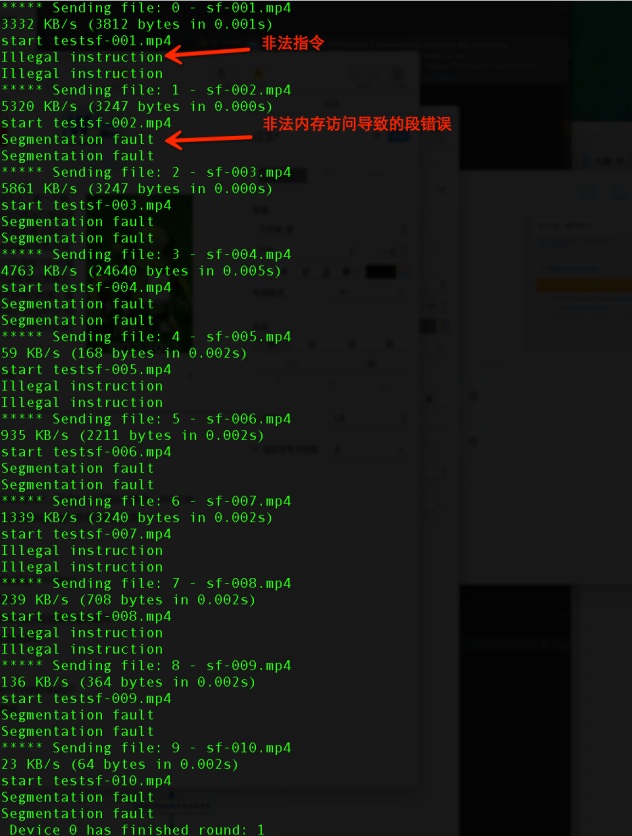 ***** Sending file: 0 - sf-001.mp4
3332 KB/s (3812 bytes in 0.001s)
start testsf-001.mp4
Illegal instruction
非法指令
Illegal instruction
***** Sending file: 1 - sf-002.mp4
5320 KB/s (3247 bytes in 0.000s)
start testsf-002.mp4
Segmentation fault
非法内存访问导致的段错误
Segmentation fault
***** Sending file: 2 - sf-003.mp4
5861 KB/s (3247 bytes in 0.000s)
start testsf-003.mp4
Segmentation fault
Segmentation fault
***** Sending file: 3 - sf-004.mp4
4763 KB/s (24640 bytes in 0.005s)
start testsf-004.mp4
Segmentation fault
Segmentation fault
***** Sending file: 4 - sf-005.mp4
59 KB/s (168 bytes in 0.002s)
start testsf-005.mp4
Illegal instruction
Illegal instruction
***** Sending file: 5 - sf-006.mp4
935 KB/s (2211 bytes in 0.002s)
start testsf-006.mp4
Segmentation fault
Segmentation fault
***** Sending file: 6 - sf-007.mp4
1339 KB/s (3240 bytes in 0.002s)
start testsf-007.mp4
Illegal instruction
Illegal instruction
***** Sending file: 7 - sf-008.mp4
239 KB/s (708 bytes in 0.002s)
start testsf-008.mp4
Illegal instruction
Illegal instruction
***** Sending file: 8 - sf-009.mp4
136 KB/s (364 bytes in 0.002s)
start testsf-009.mp4
Segmentation fault
Segmentation fault
***** Sending file: 9 - sf-010.mp4
23 KB/s (64 bytes in 0.002s)
start testsf-010.mp4
Segmentation fault
Segmentation fault
Device 0 has finished round: 1